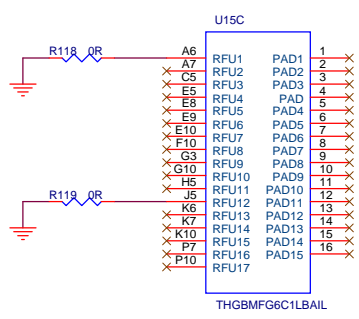 U15C
R118 0R A6 RFU1 PAD1 1
A7 RFU2 PAD2 2
C5 RFU3 PAD3 3
E5 RFU4 PAD 4
E8 RFU5 PAD4 5
E9 RFU6 PAD5 6
E10 RFU7 PAD6 7
F10 RFU8 PAD7 8
G3 RFU9 PAD8 9
G10 RFU10 PAD9 10
H5 RFU11 PAD10 11
R119 0R J5 RFU12 PAD11 12
K6 RFU13 PAD12 13
K7 RFU14 PAD13 14
K10 RFU15 PAD14 15
P7 RFU16 PAD15 16
P10 RFU17
THGBMFG6C1LBAIL